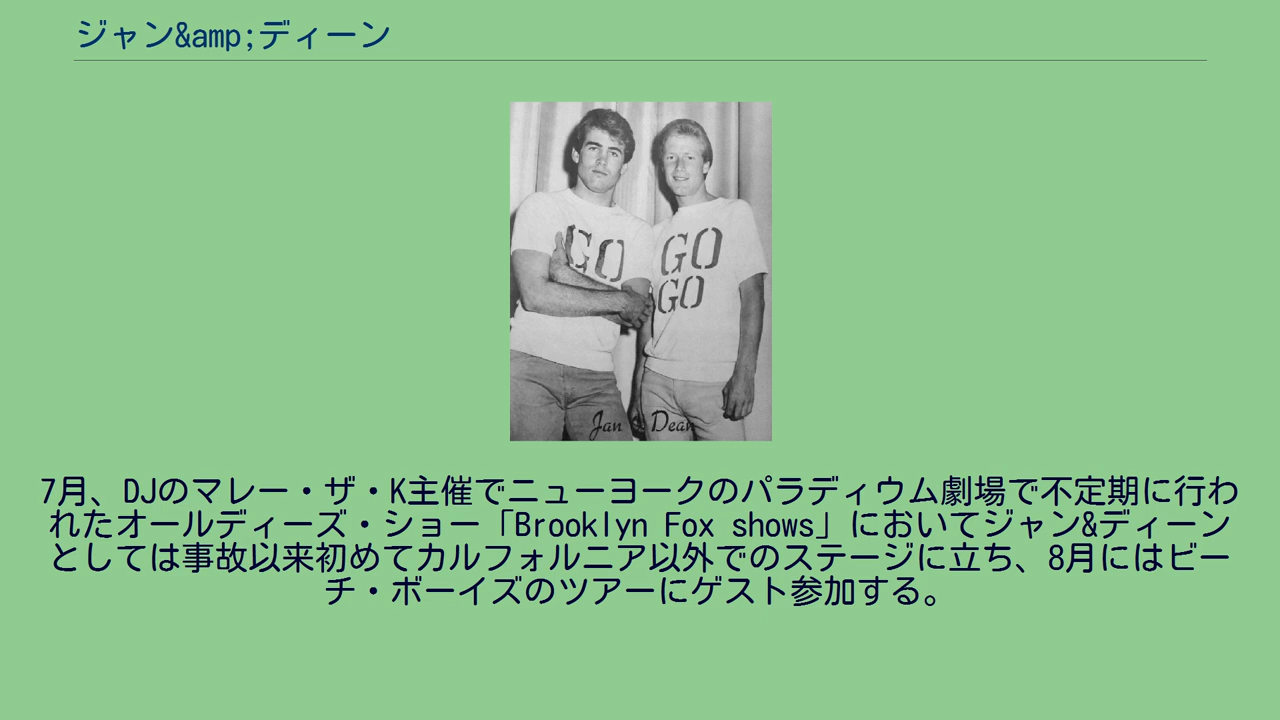 ジャン&amp;ディーン
GO
GO
GO
Jan & Dean
7月、DJのマレー・ザ・K主催でニューヨークのパラディウム劇場で不定期に行わ
れたオールディーズ・ショー「Brooklyn Fox shows」においてジャン&ディーン
としては事故以来初めてカルフォルニア以外でのステージに立ち、8月にはビー
チ・ボーイズのツアーにゲスト参加する。